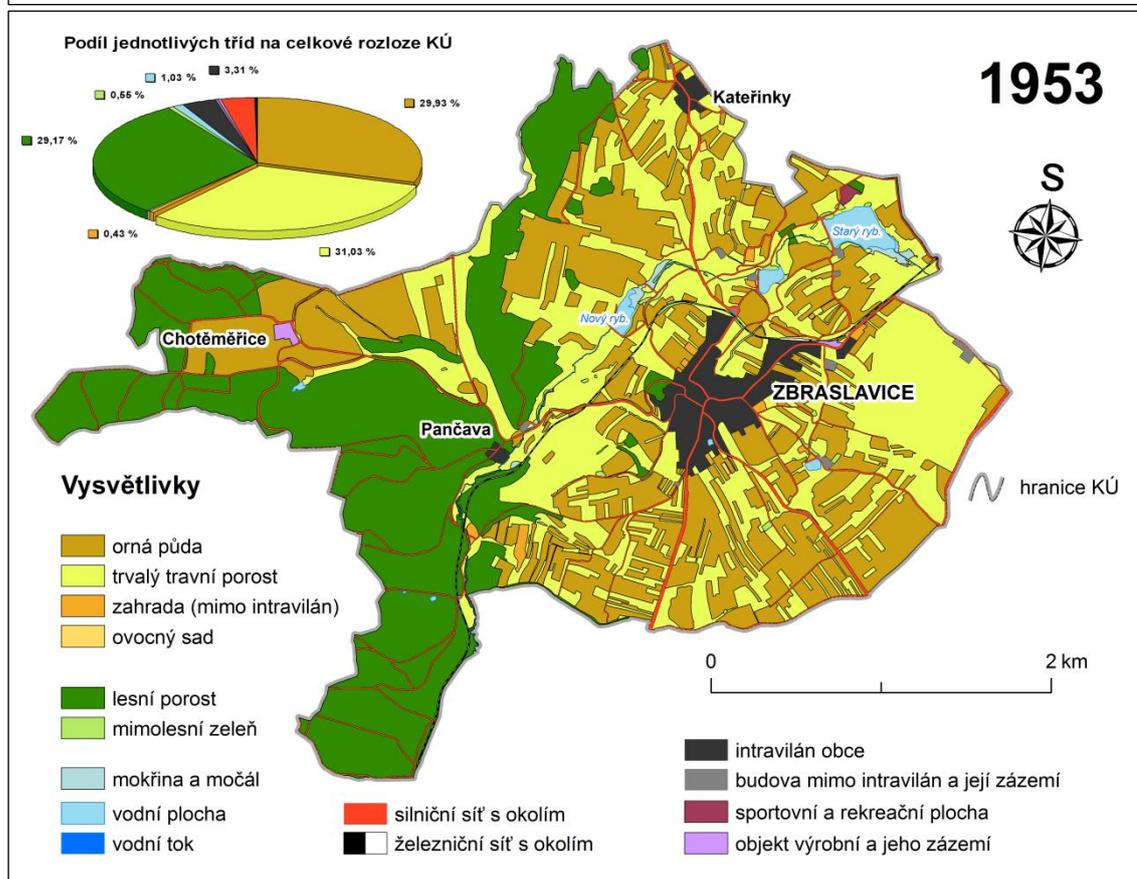 Podíl jednotlivých tříd na celkové rozloze KÚ
1,03 %
3,31 %
0,55 %
29,93 %
29,17 %
0,43 %
31,03 %
1953
S
Kateřinky
Starý ryb.
Nový ryb.
Chotěměřice
ZBRASLAVICE
Pančava
hranice KÚ
Vysvětlivky
orná půda
trvalý travní porost
zahrada (mimo intravilán)
ovocný sad
lesní porost
mimolesní zeleň
mokřina a močál
vodní plocha
vodní tok
silniční síť s okolím
železniční síť s okolím
0 2 km
intravilán obce
budova mimo intravilán a její zázemí
sportovní a rekreační plocha
objekt výrobní a jeho zázemí